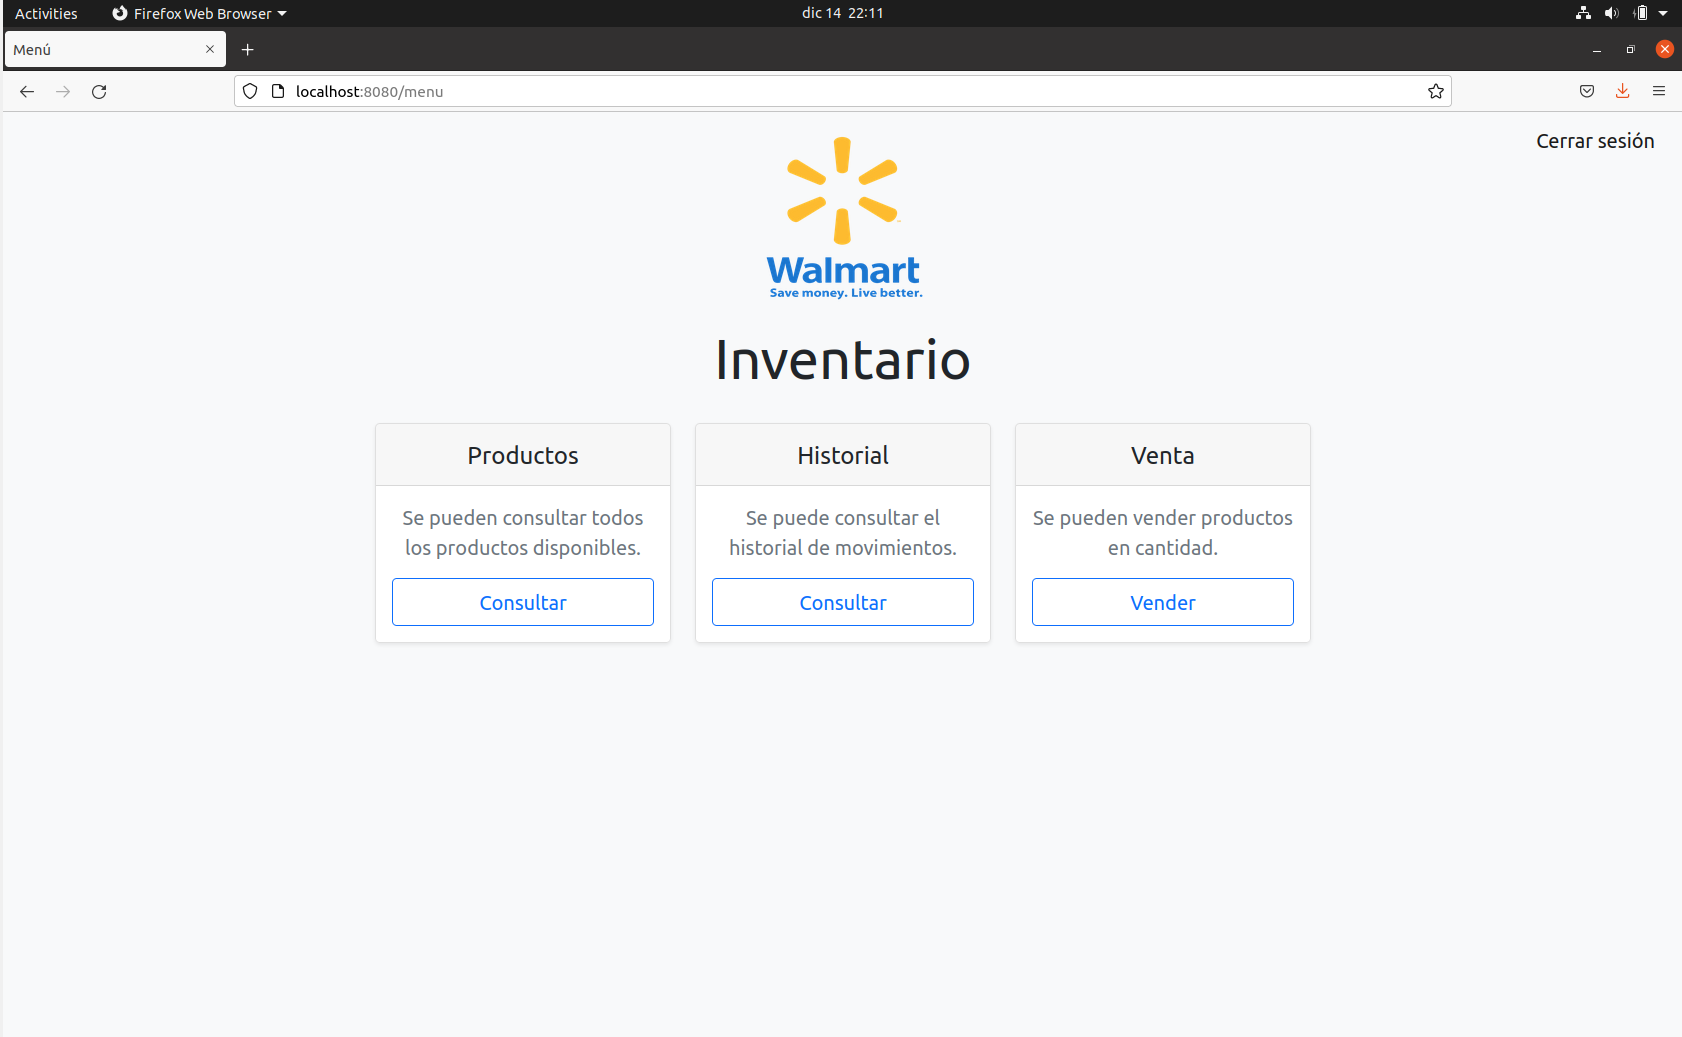 Activities Firefox Web Browser dic 14 22:11
Menú
localhost:8080/menu
Cerrar sesión
Walmart
Save money. Live better.
Inventario
Productos Historial Venta
Se pueden consultar todos Se puede consultar el Se pueden vender productos
los productos disponibles. historial de movimientos. en cantidad.
Consultar Consultar Vender